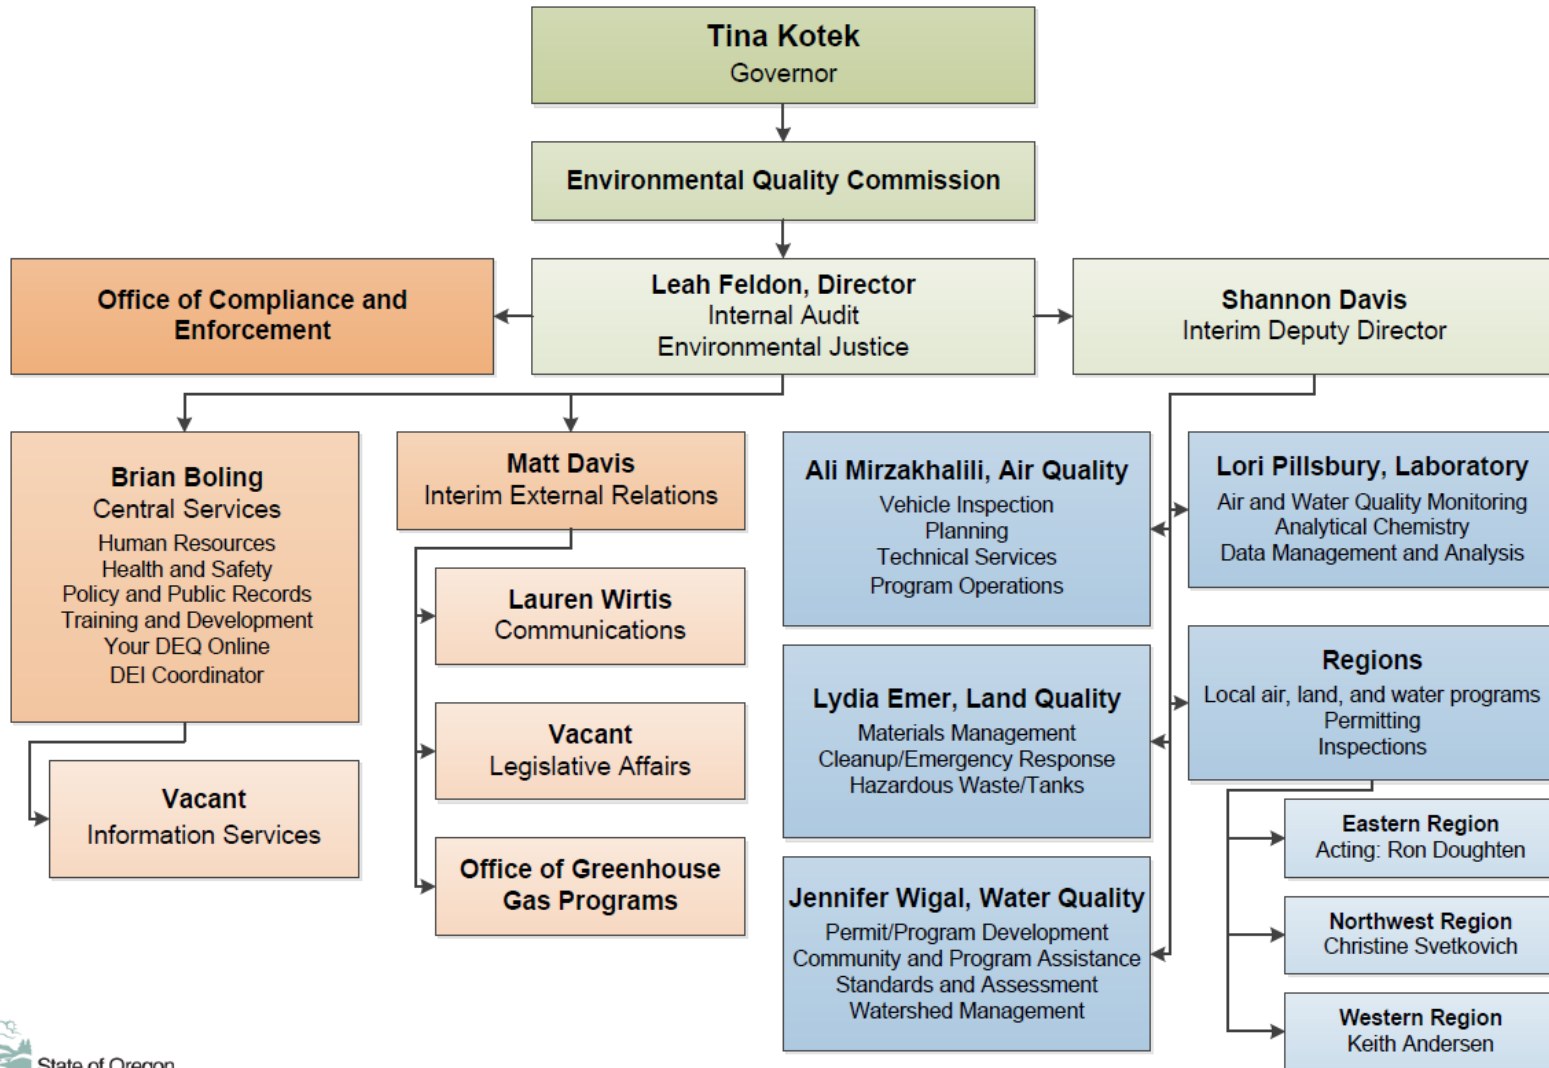 Tina Kotek
Governor
Environmental Quality Commission
Office of Compliance and
Enforcement
Leah Feldon, Director
Internal Audit
Environmental Justice
Shannon Davis
Interim Deputy Director
Brian Boling
Central Services
Human Resources
Health and Safety
Policy and Public Records
Training and Development
Your DEQ Online
DEI Coordinator
Vacant
Information Services
Matt Davis
Interim External Relations
Lauren Wirtis
Communications
Vacant
Legislative Affairs
Office of Greenhouse
Gas Programs
Ali Mirzakhalili, Air Quality
Vehicle Inspection
Planning
Technical Services
Program Operations
Lydia Emer, Land Quality
Materials Management
Cleanup/Emergency Response
Hazardous Waste/Tanks
Jennifer Wigal, Water Quality
Permit/Program Development
Community and Program Assistance
Standards and Assessment
Watershed Management
Lori Pillsbury, Laboratory
Air and Water Quality Monitoring
Analytical Chemistry
Data Management and Analysis
Regions
Local air, land, and water programs
Permitting
Inspections
Eastern Region
Acting: Ron Doughten
Northwest Region
Christine Svetkovich
Western Region
Keith Andersen
State of Oregon